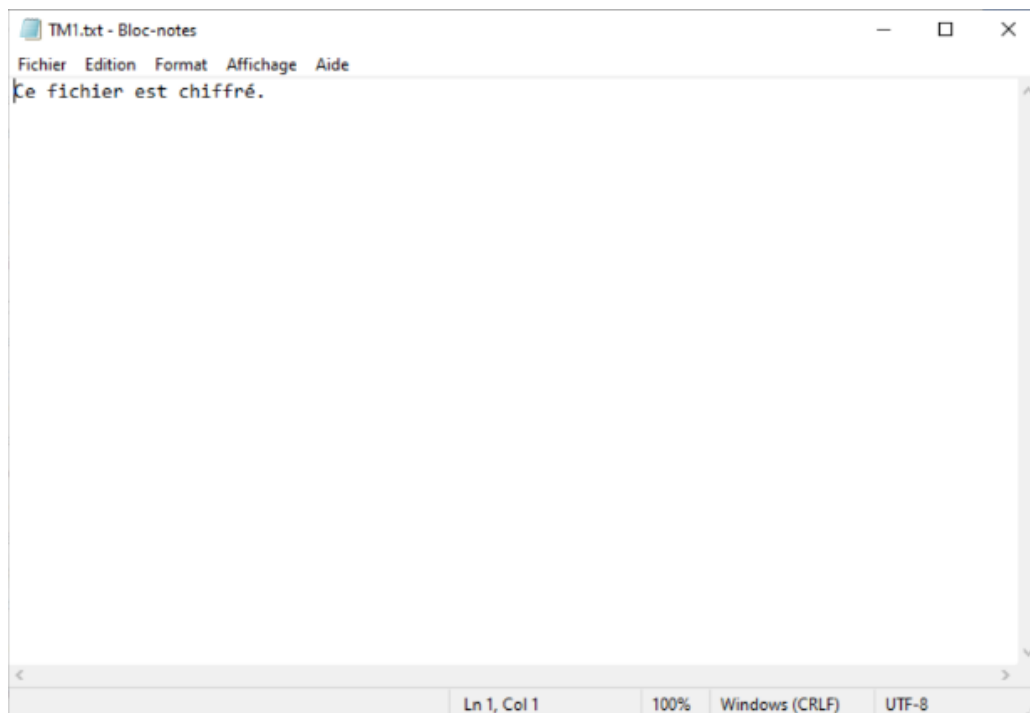 TM1.txt - Bloc-notes
Fichier Edition Format Affichage Aide
Ce fichier est chiffré.
Ln 1, Col 1 100% Windows (CRLF) UTF-8